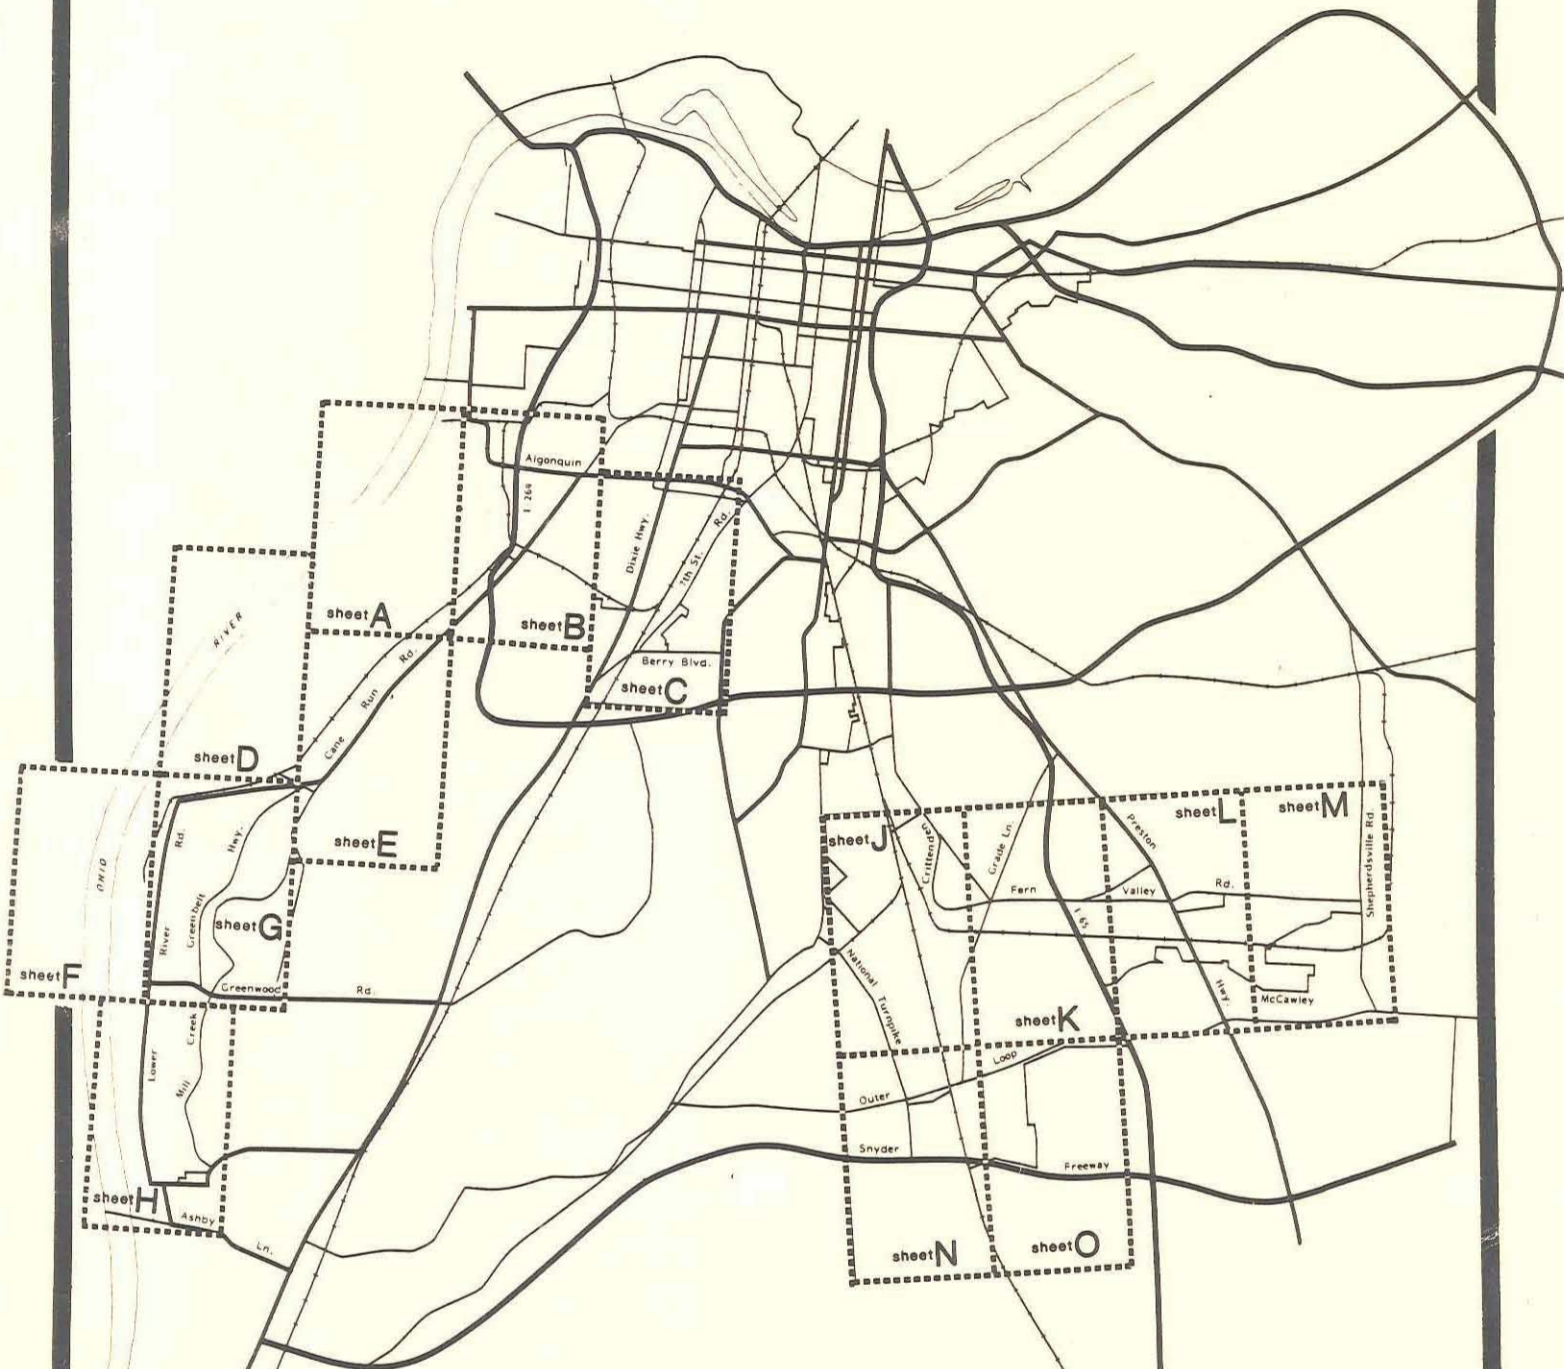 Algonquin
I 264
Dixie Hwy.
7th St. Rd.
sheet A
sheet B
RIVER
Berry Blvd.
sheet C
Cane Run Rd.
sheet D
sheet L
sheet M
Preston
Shepherdsville Rd.
sheet J
Crittenden
Grade Ln.
River Rd.
Hwy.
sheet E
OHIO
Fern Valley Rd.
Greenbelt
sheet G
I-65
National Turnpike
sheet F
Greenwood Rd.
Hwy.
McCawley
sheet K
Lower
Creek
Mill
Outer Loop
Snyder Freeway
sheet H
Ashby Ln.
sheet N
sheet O